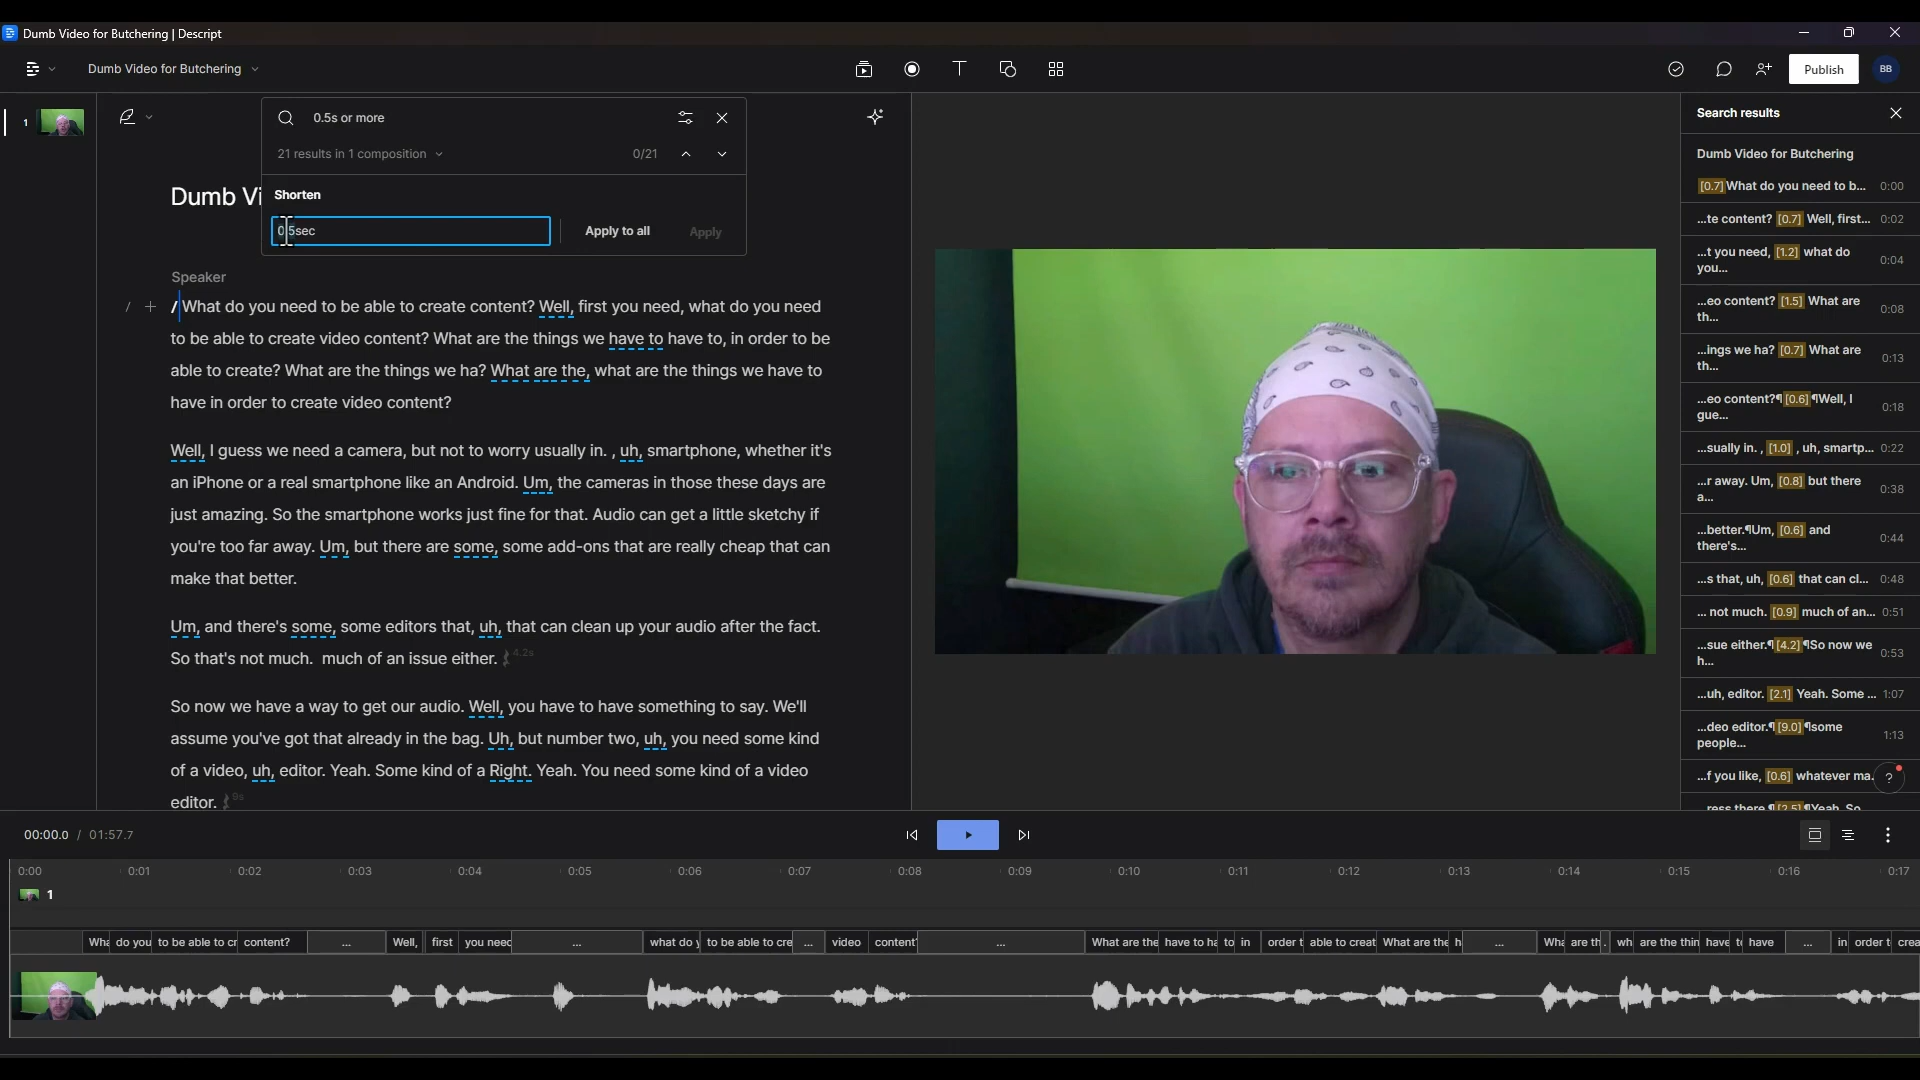 Dumb Video for Butchering | Descript
Dumb Video for Butchering
Publish
BB
1
0.5s or more
21 results in 1 composition
0/21
Shorten
0.5sec
Apply to all
Apply
Dumb Vi
Speaker
/ + / What do you need to be able to create content? Well, first you need, what do you need
to be able to create video content? What are the things we have to have to, in order to be
able to create? What are the things we ha? What are the, what are the things we have to
have in order to create video content?
Well, I guess we need a camera, but not to worry usually in. , uh, smartphone, whether it's
an iPhone or a real smartphone like an Android. Um, the cameras in those these days are
just amazing. So the smartphone works just fine for that. Audio can get a little sketchy if
you're too far away. Um, but there are some, some add-ons that are really cheap that can
make that better.
Um, and there's some, some editors that, uh, that can clean up your audio after the fact.
So that's not much.  much of an issue either. 4.2s
So now we have a way to get our audio. Well, you have to have something to say. We'll
assume you've got that already in the bag. Uh, but number two, uh, you need some kind
of a video, uh, editor. Yeah. Some kind of a Right. Yeah. You need some kind of a video
editor. 9s
Search results
Dumb Video for Butchering
[0.7]What do you need to b... 0:00
...te content? [0.7] Well, first... 0:02
...t you need, [1.2] what do
you... 0:04
...eo content? [1.5] What are
th... 0:08
...ings we ha? [0.7] What are
th... 0:13
...eo content?¶[0.6]¶Well, I
gue... 0:18
...sually in. , [1.0] , uh, smartp... 0:22
...r away. Um, [0.8] but there
a... 0:38
...better.¶Um, [0.6] and
there's... 0:44
...s that, uh, [0.6] that can cl... 0:48
... not much. [0.9] much of an... 0:51
...sue either.¶[4.2]¶So now we
h... 0:53
...uh, editor. [2.1] Yeah. Some ... 1:07
...deo editor.¶[9.0]¶some
people... 1:13
...f you like, [0.6] whatever ma.
?
...ress there.¶[2.5]¶Yeah. So
00:00.0 / 01:57.7
0:00 0:01 0:02 0:03 0:04 0:05 0:06 0:07 0:08 0:09 0:10 0:11 0:12 0:13 0:14 0:15 0:16 0:17
1
Wha do you to be able to cr content? ... Well, first you need ... what do y to be able to cre ... video content ... What are the have to ha to in order t able to creat What are the h ... Wha are th . wh are the thin have t have ... in order t crea